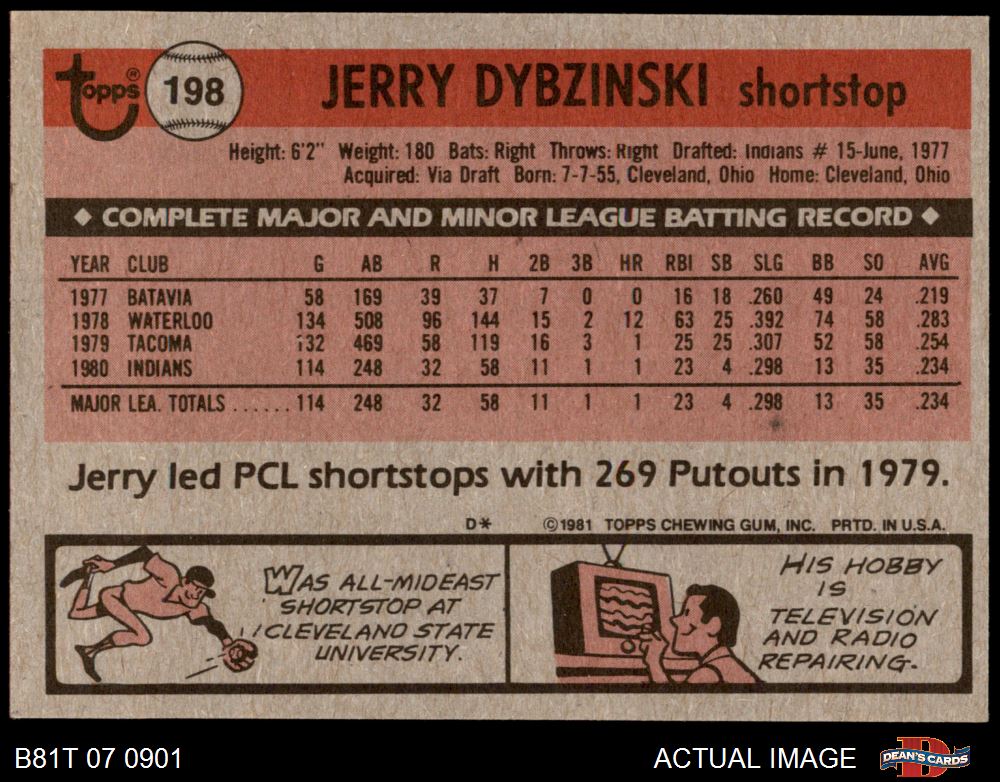 topps® 198 JERRY DYBZINSKI shortstop
Height: 6'2" Weight: 180 Bats: Right Throws: Right Drafted: Indians # 15-June, 1977
Acquired: Via Draft Born: 7-7-55, Cleveland, Ohio Home: Cleveland, Ohio
◆ COMPLETE MAJOR AND MINOR LEAGUE BATTING RECORD ◆
YEAR CLUB G AB R H 2B 3B HR RBI SB SLG BB SO AVG
1977 BATAVIA 58 169 39 37 7 0 0 16 18 .260 49 24 .219
1978 WATERLOO 134 508 96 144 15 2 12 63 25 .392 74 58 .283
1979 TACOMA 132 469 58 119 16 3 1 25 25 .307 52 58 .254
1980 INDIANS 114 248 32 58 11 1 1 23 4 .298 13 35 .234
MAJOR LEA. TOTALS ......114 248 32 58 11 1 1 23 4 .298 13 35 .234
Jerry led PCL shortstops with 269 Putouts in 1979.
D* ©1981 TOPPS CHEWING GUM, INC. PRTD. IN U.S.A.
WAS ALL-MIDEAST
SHORTSTOP AT
CLEVELAND STATE
UNIVERSITY.
HIS HOBBY
IS
TELEVISION
AND RADIO
REPAIRING.
B81T 07 0901 ACTUAL IMAGE DEAN'S CARDS